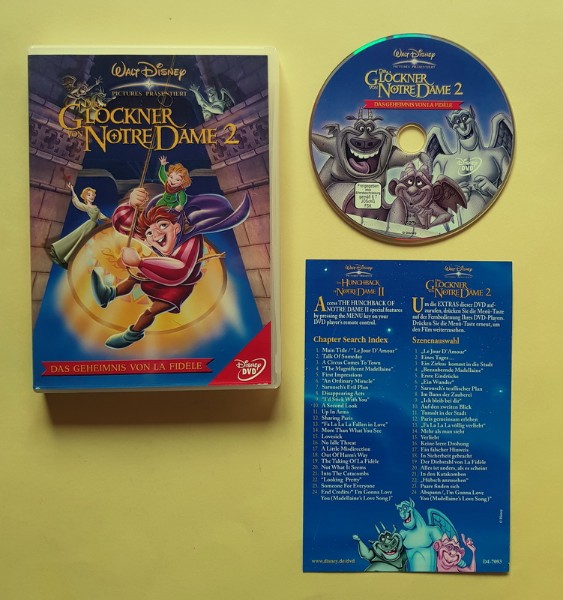 WALT DISNEY
PICTURES PRÄSENTIERT
DER
GLÖCKNER
VON NOTRE DAME 2
DAS GEHEIMNIS VON LA FIDELE
Disney
DVD
WALT DISNEY
PICTURES PRÄSENTIERT
DER
GLÖCKNER
VON NOTRE DAME 2
DAS GEHEIMNIS VON LA FIDELE
Disney
DVD
Freigegeben
FSK
WALT DISNEY
THE HUNCHBACK
OF NOTRE DAME II
Access THE HUNCHBACK OF
NOTRE DAME II special features
by pressing the MENU key on your
DVD player's remote control.
Chapter Search Index
1. Main Title / "Le Jour D' Amour"
2. Talk Of Someday
3. A Circus Comes To Town
4. "The Magnificent Madellaine"
5. First Impressions
6. "An Ordinary Miracle"
7. Sarousch's Evil Plan
8. Disappearing Acts
9. "I'd Stick With You"
10. A Second Look
11. Up In Arms
12. Sharing Paris
13. "Fa La La La Fallen in Love"
14. More Than What You See
15. Lovesick
16. No Idle Threat
17. A Little Misdirection
18. Out Of Harm's Way
19. The Taking Of La Fidèle
20. Not What It Seems
21. Into The Catacombs
22. "Looking Pretty"
23. Someone For Everyone
24. End Credits/" I'm Gonna Love
You (Madellaine's Love Song)"
www.disney.de/dvd
WALT DISNEY
DER
GLÖCKNER
VON NOTRE DAME 2
Um die EXTRAS dieser DVD auf-
zurufen, drücken Sie die Menü-Taste
auf der Fernbedienung Ihres DVD-Players.
Drücken Sie die Menü-Taste erneut, um
den Film weiterzusehen.
Szenenauswahl
1. „Le Jour D' Amour"
2. Eines Tages …
3. Ein Zirkus kommt in die Stadt
4. „Bezaubernde Madellaine"
5. Erste Eindrücke
6. „Ein Wunder"
7. Sarousch's teuflischer Plan
8. Im Bann der Zauberei
9. „Ich bleib bei dir"
10. Auf den zweiten Blick
11. Tumult in der Stadt
12. Paris gemeinsam erleben
13. „Fa La La La völlig verliebt"
14. Mehr als man sieht
15. Verliebt
16. Keine leere Drohung
17. Ein falscher Hinweis
18. In Sicherheit gebracht
19. Der Diebstahl von La Fidèle
20. Alles ist anders, als es scheint
21. In den Katakomben
22. „Hübsch anzusehen"
23. Paare finden sich
24. Abspann/„ I'm Gonna Love
You (Madellaine's Love Song)"
© Disney
D4-7093